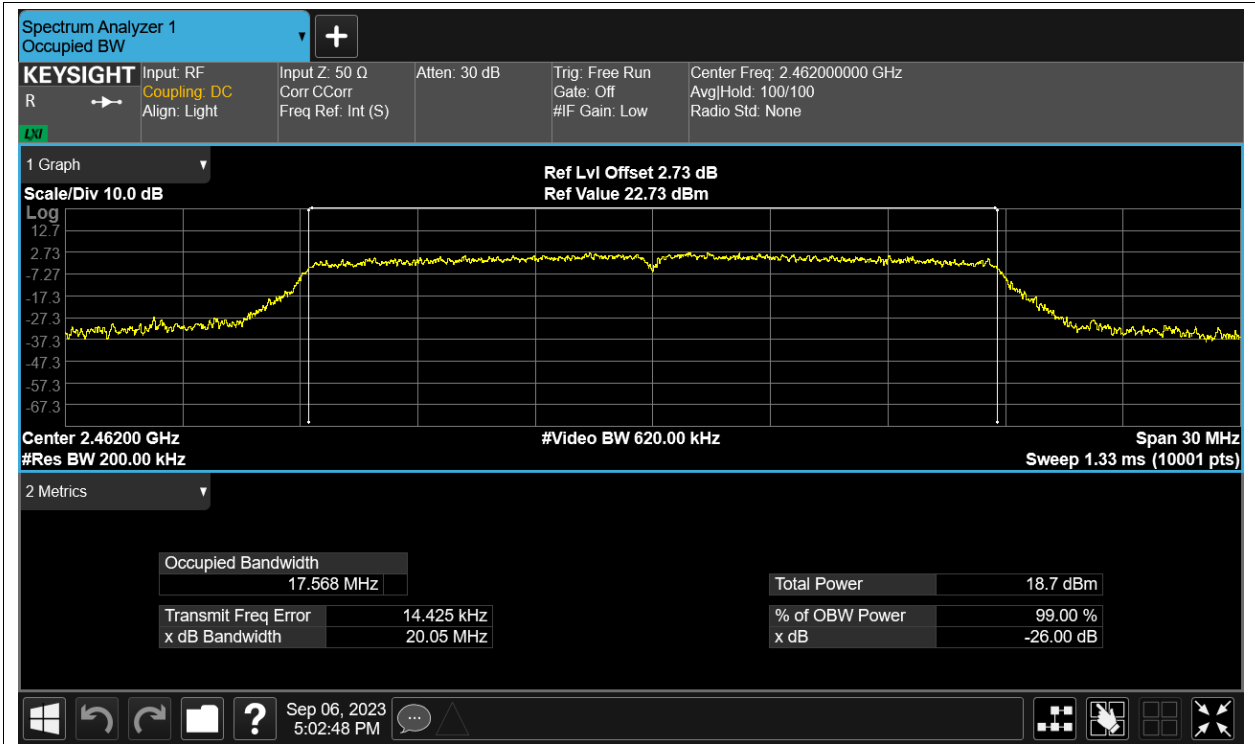 Spectrum Analyzer 1
Occupied BW
KEYSIGHT
R
LXI
Input: RF
Coupling: DC
Align: Light
Input Z: 50 Ω
Corr CCorr
Freq Ref: Int (S)
Atten: 30 dB
Trig: Free Run
Gate: Off
#IF Gain: Low
Center Freq: 2.462000000 GHz
Avg|Hold: 100/100
Radio Std: None
1 Graph
Scale/Div 10.0 dB
Ref Lvl Offset 2.73 dB
Ref Value 22.73 dBm
Log
12.7
2.73
-7.27
-17.3
-27.3
-37.3
-47.3
-57.3
-67.3
Center 2.46200 GHz
#Res BW 200.00 kHz
#Video BW 620.00 kHz
Span 30 MHz
Sweep 1.33 ms (10001 pts)
2 Metrics
Occupied Bandwidth
17.568 MHz
Transmit Freq Error 14.425 kHz
x dB Bandwidth 20.05 MHz
Total Power 18.7 dBm
% of OBW Power 99.00 %
x dB -26.00 dB
?
Sep 06, 2023
5:02:48 PM